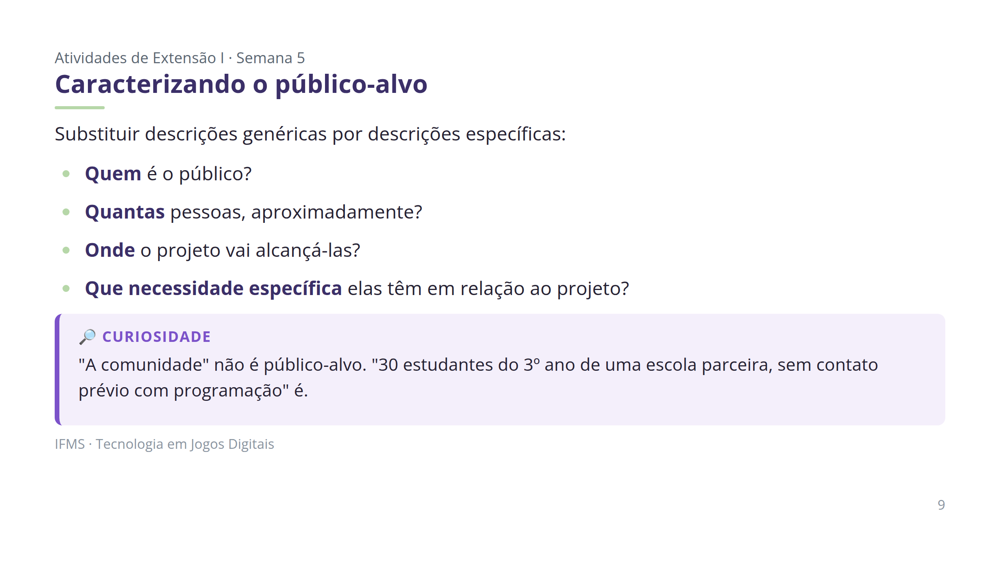 Atividades de Extensão I · Semana 5
Caracterizando o público-alvo
Substituir descrições genéricas por descrições específicas:
Quem é o público?
Quantas pessoas, aproximadamente?
Onde o projeto vai alcançá-las?
Que necessidade específica elas têm em relação ao projeto?
🔎 CURIOSIDADE
"A comunidade" não é público-alvo. "30 estudantes do 3º ano de uma escola parceira, sem contato
prévio com programação" é.
IFMS · Tecnologia em Jogos Digitais
9